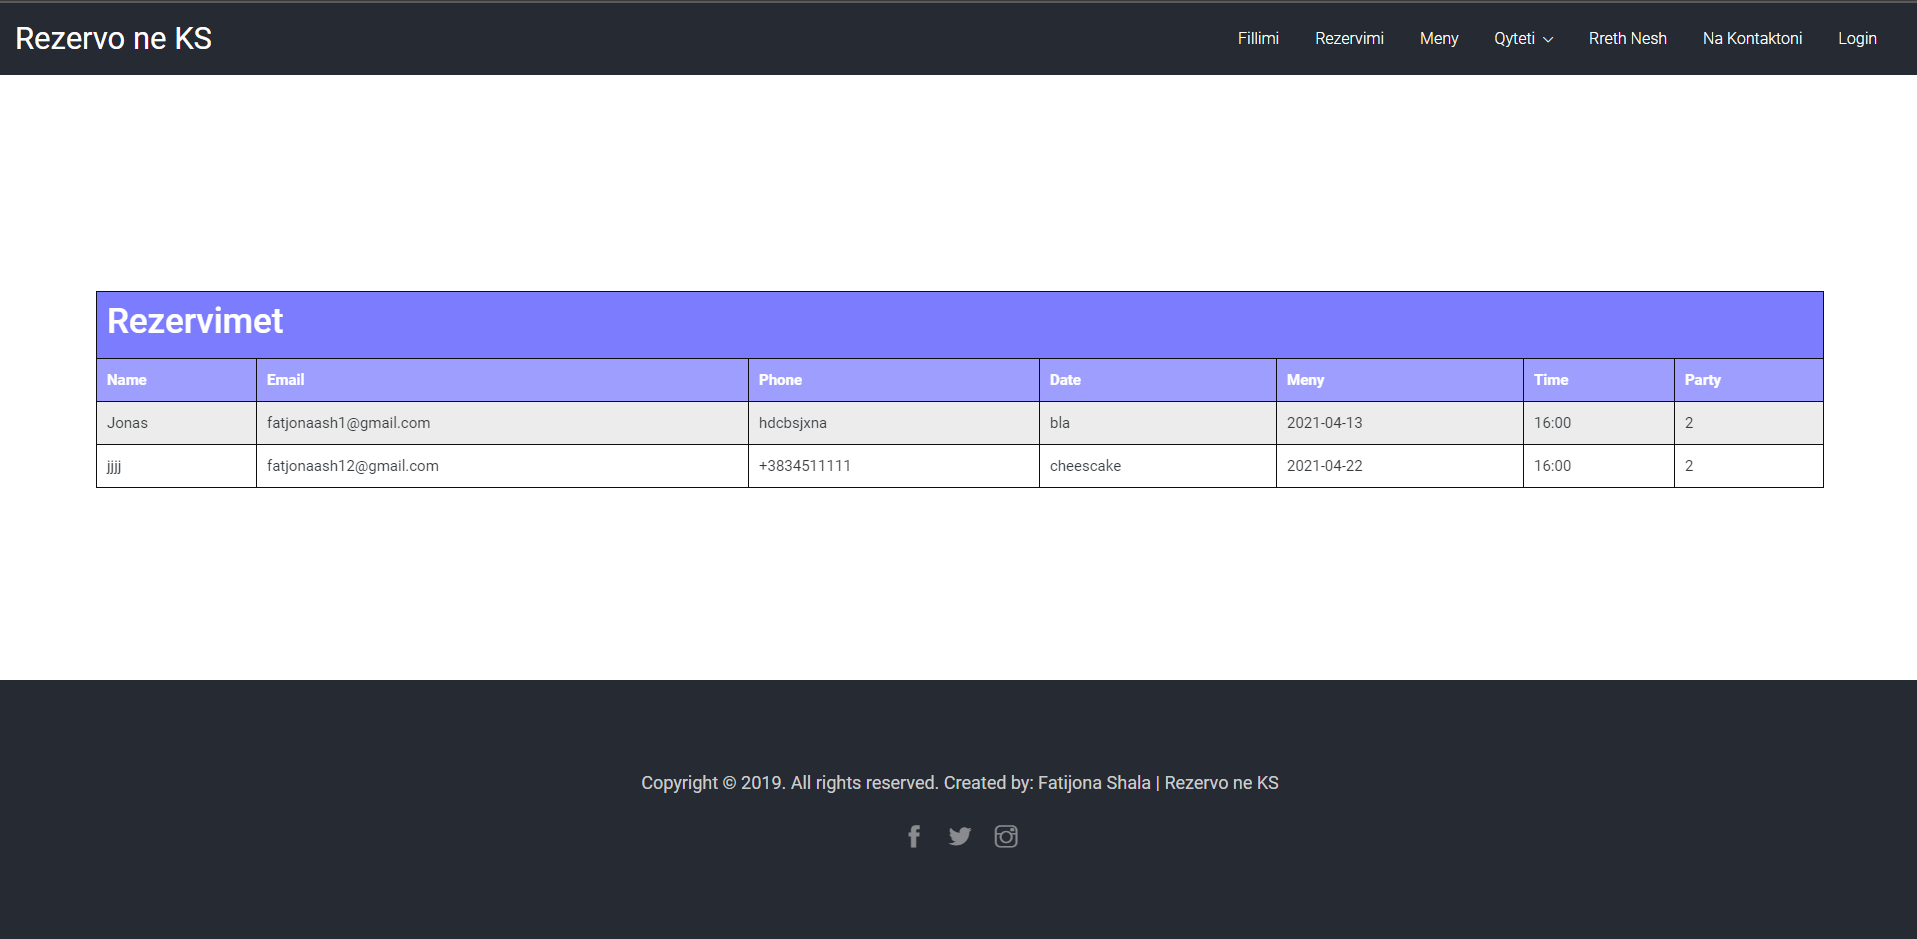 Rezervo ne KS Fillimi Rezervimi Meny Qyteti Rreth Nesh Na Kontaktoni Login
Rezervimet
Name Email Phone Date Meny Time Party
Jonas fatjonaash1@gmail.com hdcbsjxna bla 2021-04-13 16:00 2
jjjj fatjonaash12@gmail.com +3834511111 cheescake 2021-04-22 16:00 2
Copyright © 2019. All rights reserved. Created by: Fatijona Shala | Rezervo ne KS